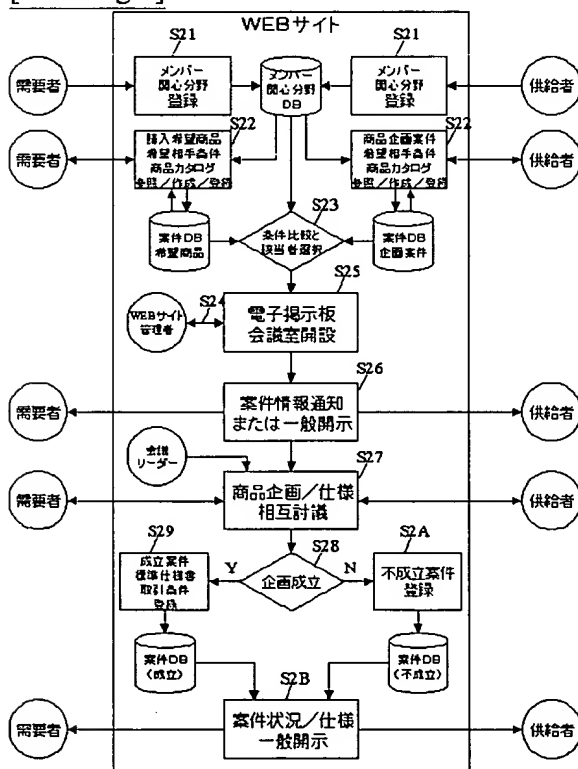 WEBサイト
S21
S21
需要者
メンバー
関心分野
登録
メンバー
関心分野
DB
メンバー
関心分野
登録
供給者
S22
S22
需要者
購入希望商品
希望相手条件
商品カタログ
参照/作成/登録
商品企画案件
希望相手条件
商品カタログ
参照/作成/登録
供給者
S23
案件DB
希望商品
条件比較と
該当者選択
案件DB
企画案件
S25
WEBサイト
管理者
電子掲示板
会議室開設
S26
需要者
案件情報通知
または一般開示
供給者
会議
リーダー
S27
需要者
商品企画/仕様
相互討議
供給者
S29
S28
S2A
成立案件
標準仕様書
取引条件
登録
Y
企画成立
N
不成立案件
登録
案件DB
(成立)
案件DB
(不成立)
S2B
需要者
案件状況/仕様
一般開示
供給者